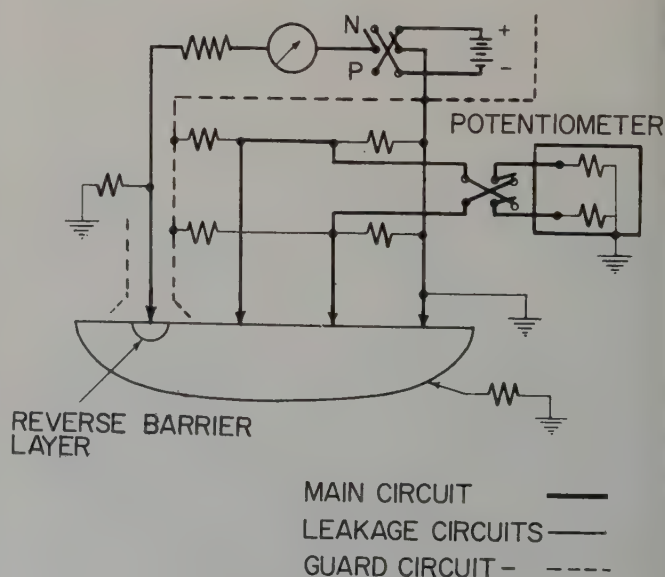 N
P
+
-
POTENTIOMETER
REVERSE BARRIER
LAYER
MAIN CIRCUIT
LEAKAGE CIRCUITS
GUARD CIRCUIT -